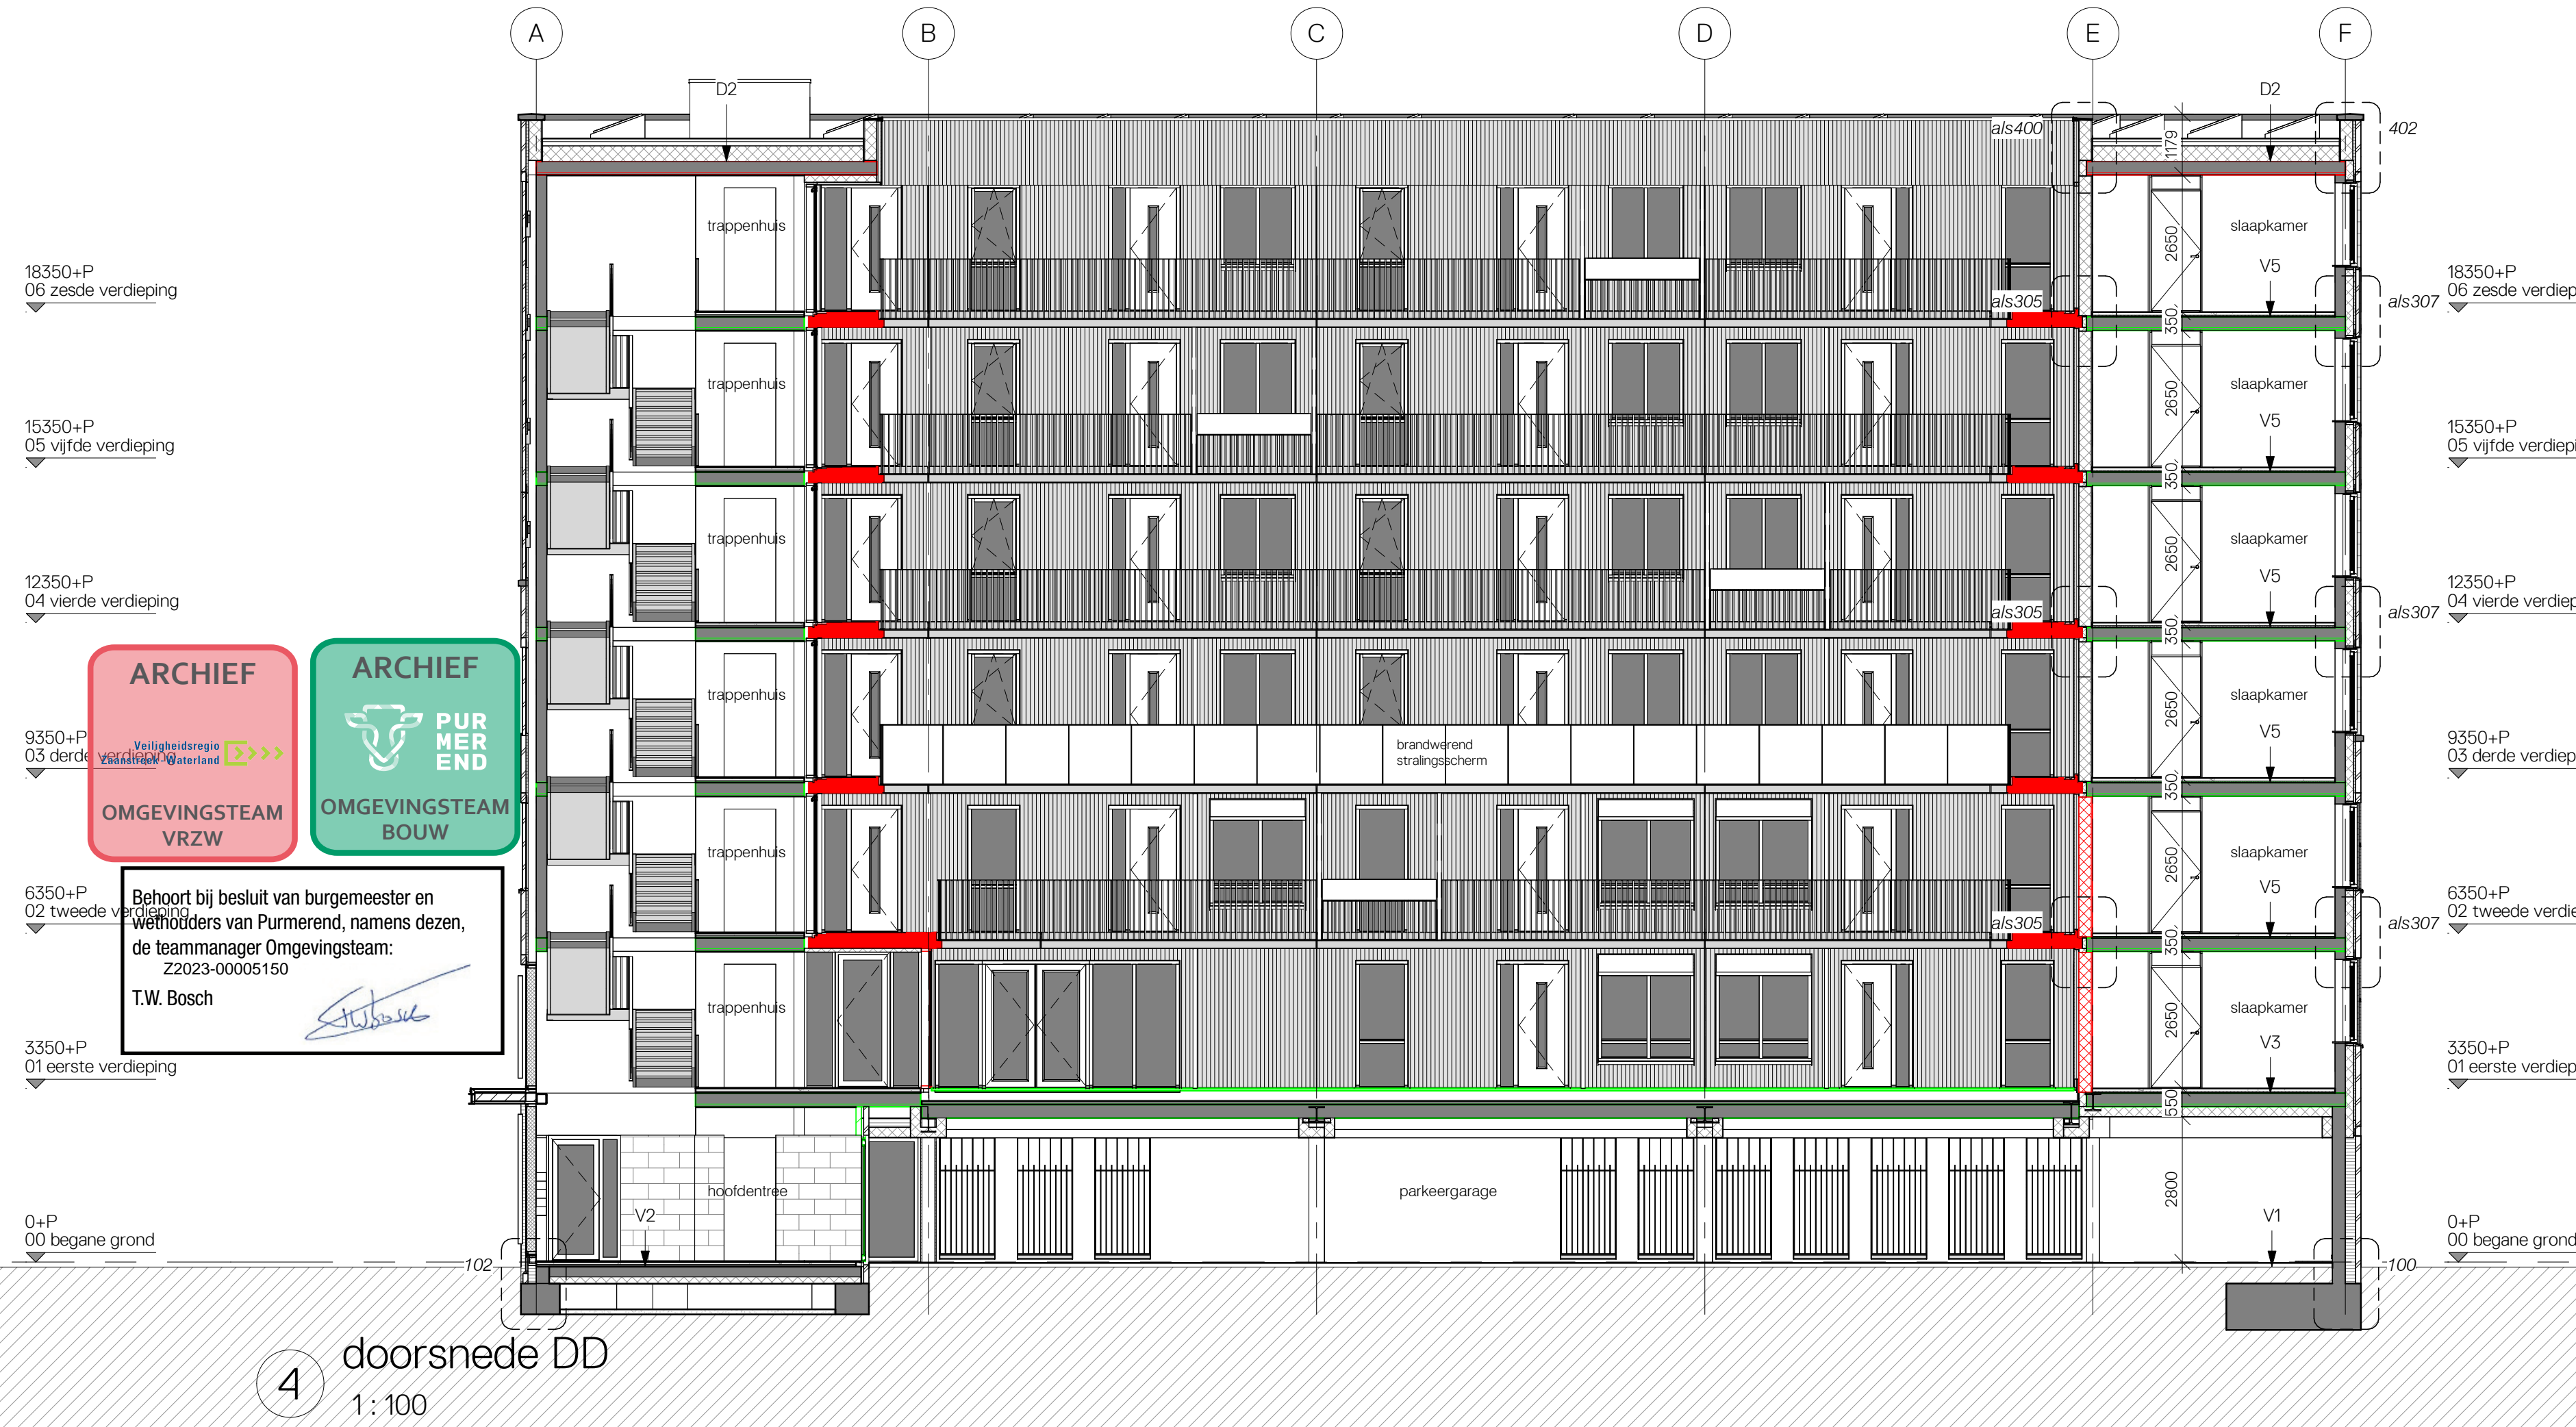 A
B
C
D
E
F
D2
D2
als400
402
1179
trappenhuis
2650
slaapkamer
V5
18350+P
06 zesde verdieping
als305
als307
18350+P
06 zesde verdiep
350
trappenhuis
2650
slaapkamer
V5
15350+P
05 vijfde verdieping
15350+P
05 vijfde verdiepi
350
trappenhuis
2650
slaapkamer
V5
12350+P
04 vierde verdieping
als305
als307
12350+P
04 vierde verdiep
350
ARCHIEF
Veiligheidsregio
Zaanstreek Waterland
OMGEVINGSTEAM
VRZW
ARCHIEF
PUR
MER
END
OMGEVINGSTEAM
BOUW
trappenhuis
2650
slaapkamer
V5
9350+P
03 derde verdieping
brandwerend
stralingsscherm
9350+P
03 derde verdiep
350
trappenhuis
2650
slaapkamer
V5
6350+P
02 tweede verdieping
Behoort bij besluit van burgemeester en
wethouders van Purmerend, namens dezen,
de teammanager Omgevingsteam:
Z2023-00005150
T.W. Bosch
als305
als307
6350+P
02 tweede verdie
350
trappenhuis
2650
slaapkamer
V3
3350+P
01 eerste verdieping
3350+P
01 eerste verdiep
550
hoofdentree
parkeergarage
2800
V2
V1
0+P
00 begane grond
0+P
00 begane grond
102
100
4
doorsnede DD
1 : 100